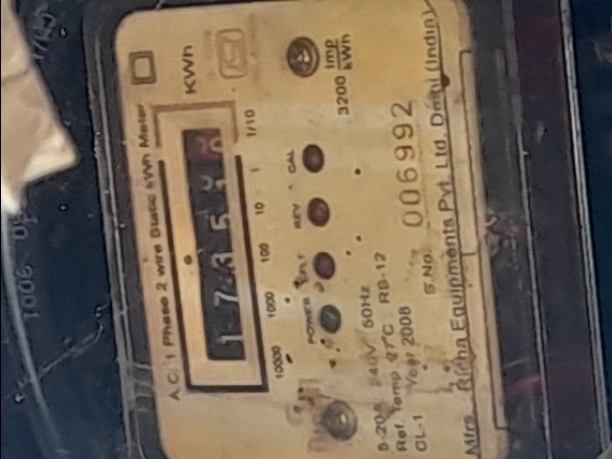 A.C. 1 Phase 2 wire Static kWh Meter
KWh
10000 1000 100 10 1 1/10
POWER REV CAL
3200 Imp
kWh
5-20A 240V 50Hz
Ref. Temp. 27°C RS-12
CL-1 Year 2008 S.No. 006992
Mfrs. Equipments Pvt. Ltd. Delhi (India)